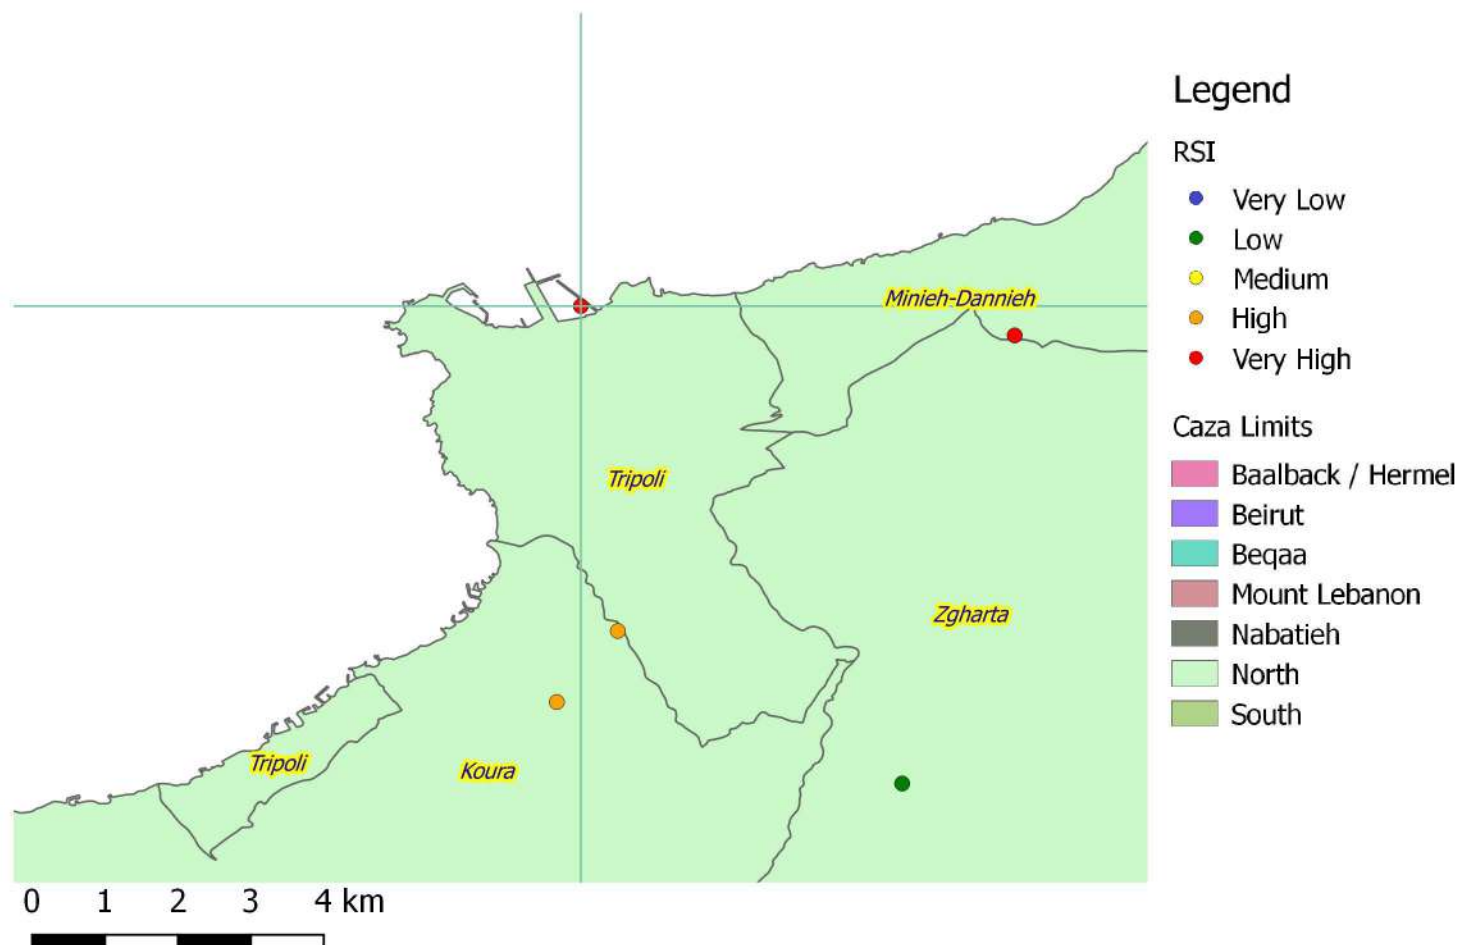 Legend
RSI
Very Low
Low
Medium
High
Very High
Caza Limits
Baalback / Hermel
Beirut
Beqaa
Mount Lebanon
Nabatieh
North
South
Minieh-Dannieh
Tripoli
Zgharta
Tripoli
Koura
0 1 2 3 4 km